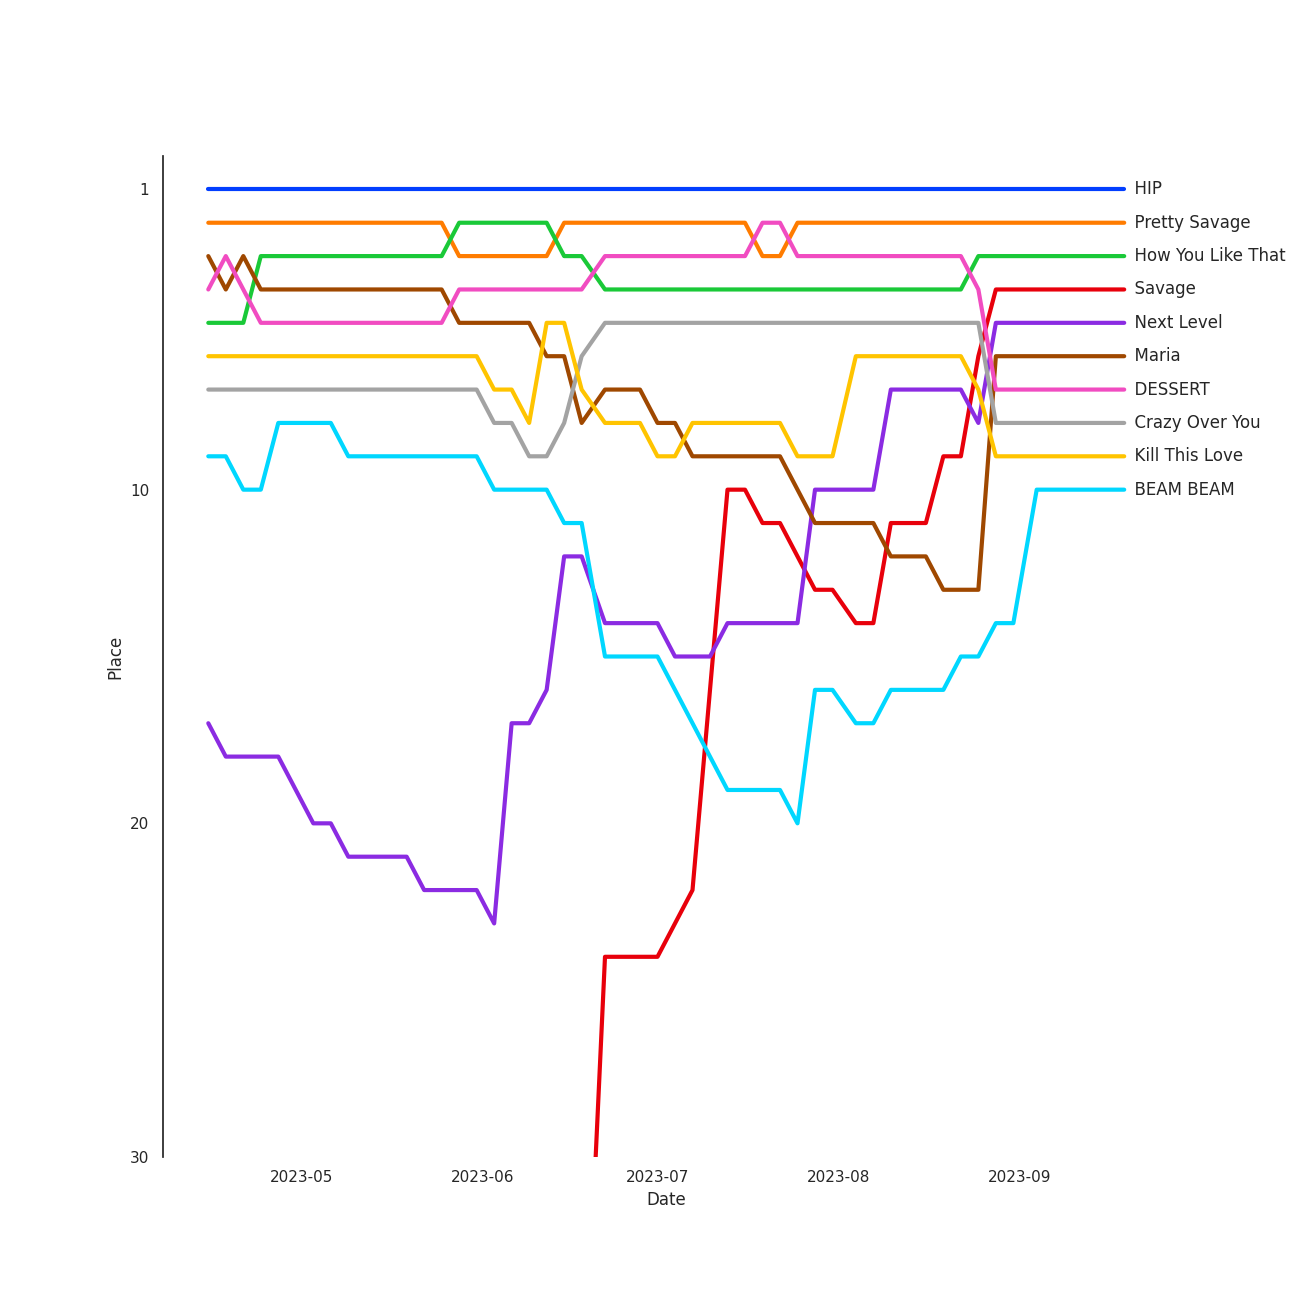 1
10
20
30
Place
2023-05
2023-06
2023-07
2023-08
2023-09
Date
HIP
Pretty Savage
How You Like That
Savage
Next Level
Maria
DESSERT
Crazy Over You
Kill This Love
BEAM BEAM